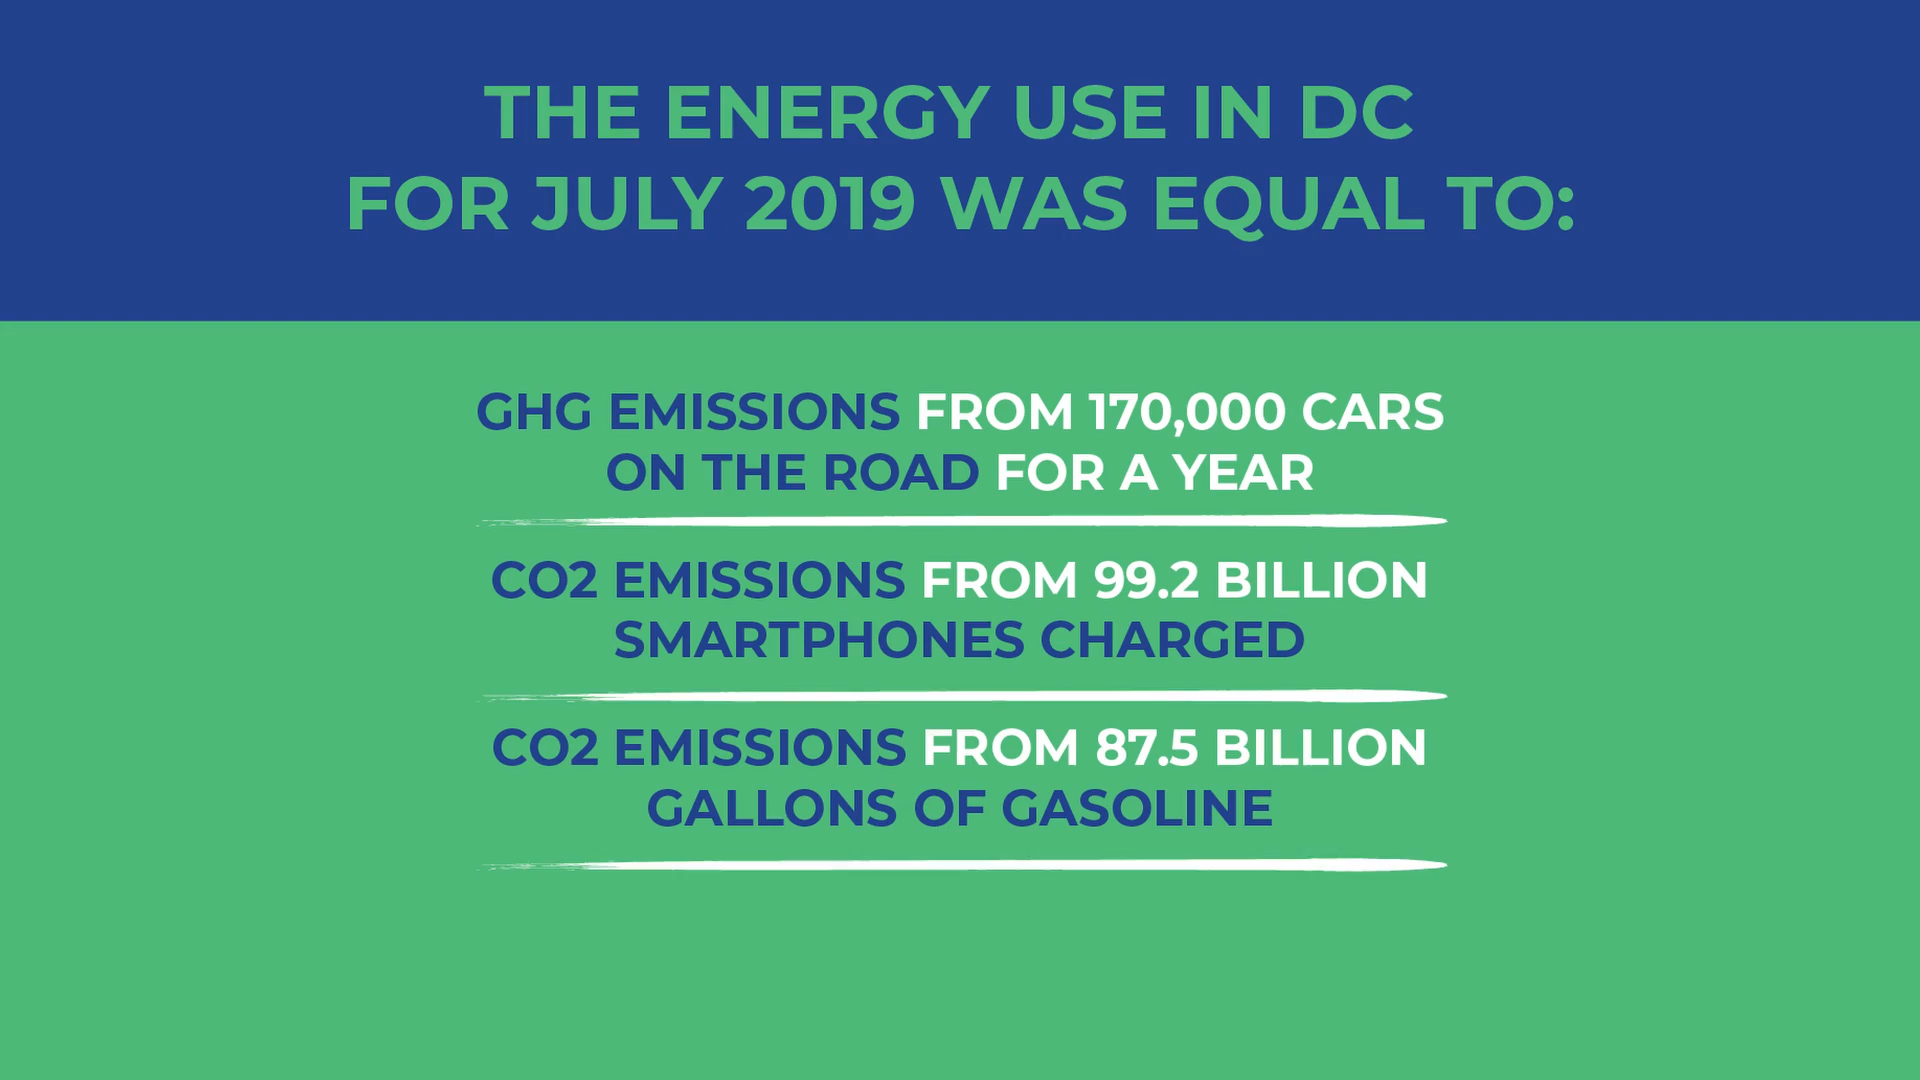 THE ENERGY USE IN DC
FOR JULY 2019 WAS EQUAL TO:
GHG EMISSIONS FROM 170,000 CARS
ON THE ROAD FOR A YEAR
CO2 EMISSIONS FROM 99.2 BILLION
SMARTPHONES CHARGED
CO2 EMISSIONS FROM 87.5 BILLION
GALLONS OF GASOLINE